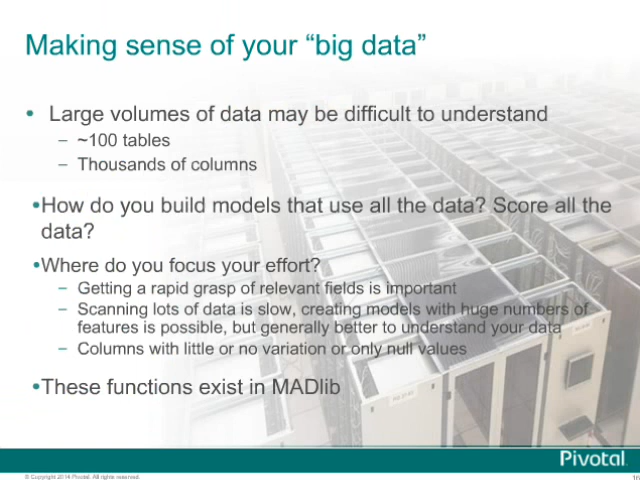 Making sense of your “big data”
• Large volumes of data may be difficult to understand
– ~100 tables
– Thousands of columns
•How do you build models that use all the data? Score all the
data?
•Where do you focus your effort?
– Getting a rapid grasp of relevant fields is important
– Scanning lots of data is slow, creating models with huge numbers of
features is possible, but generally better to understand your data
– Columns with little or no variation or only null values
•These functions exist in MADlib
Pivotal
© Copyright 2014 Pivotal. All rights reserved.